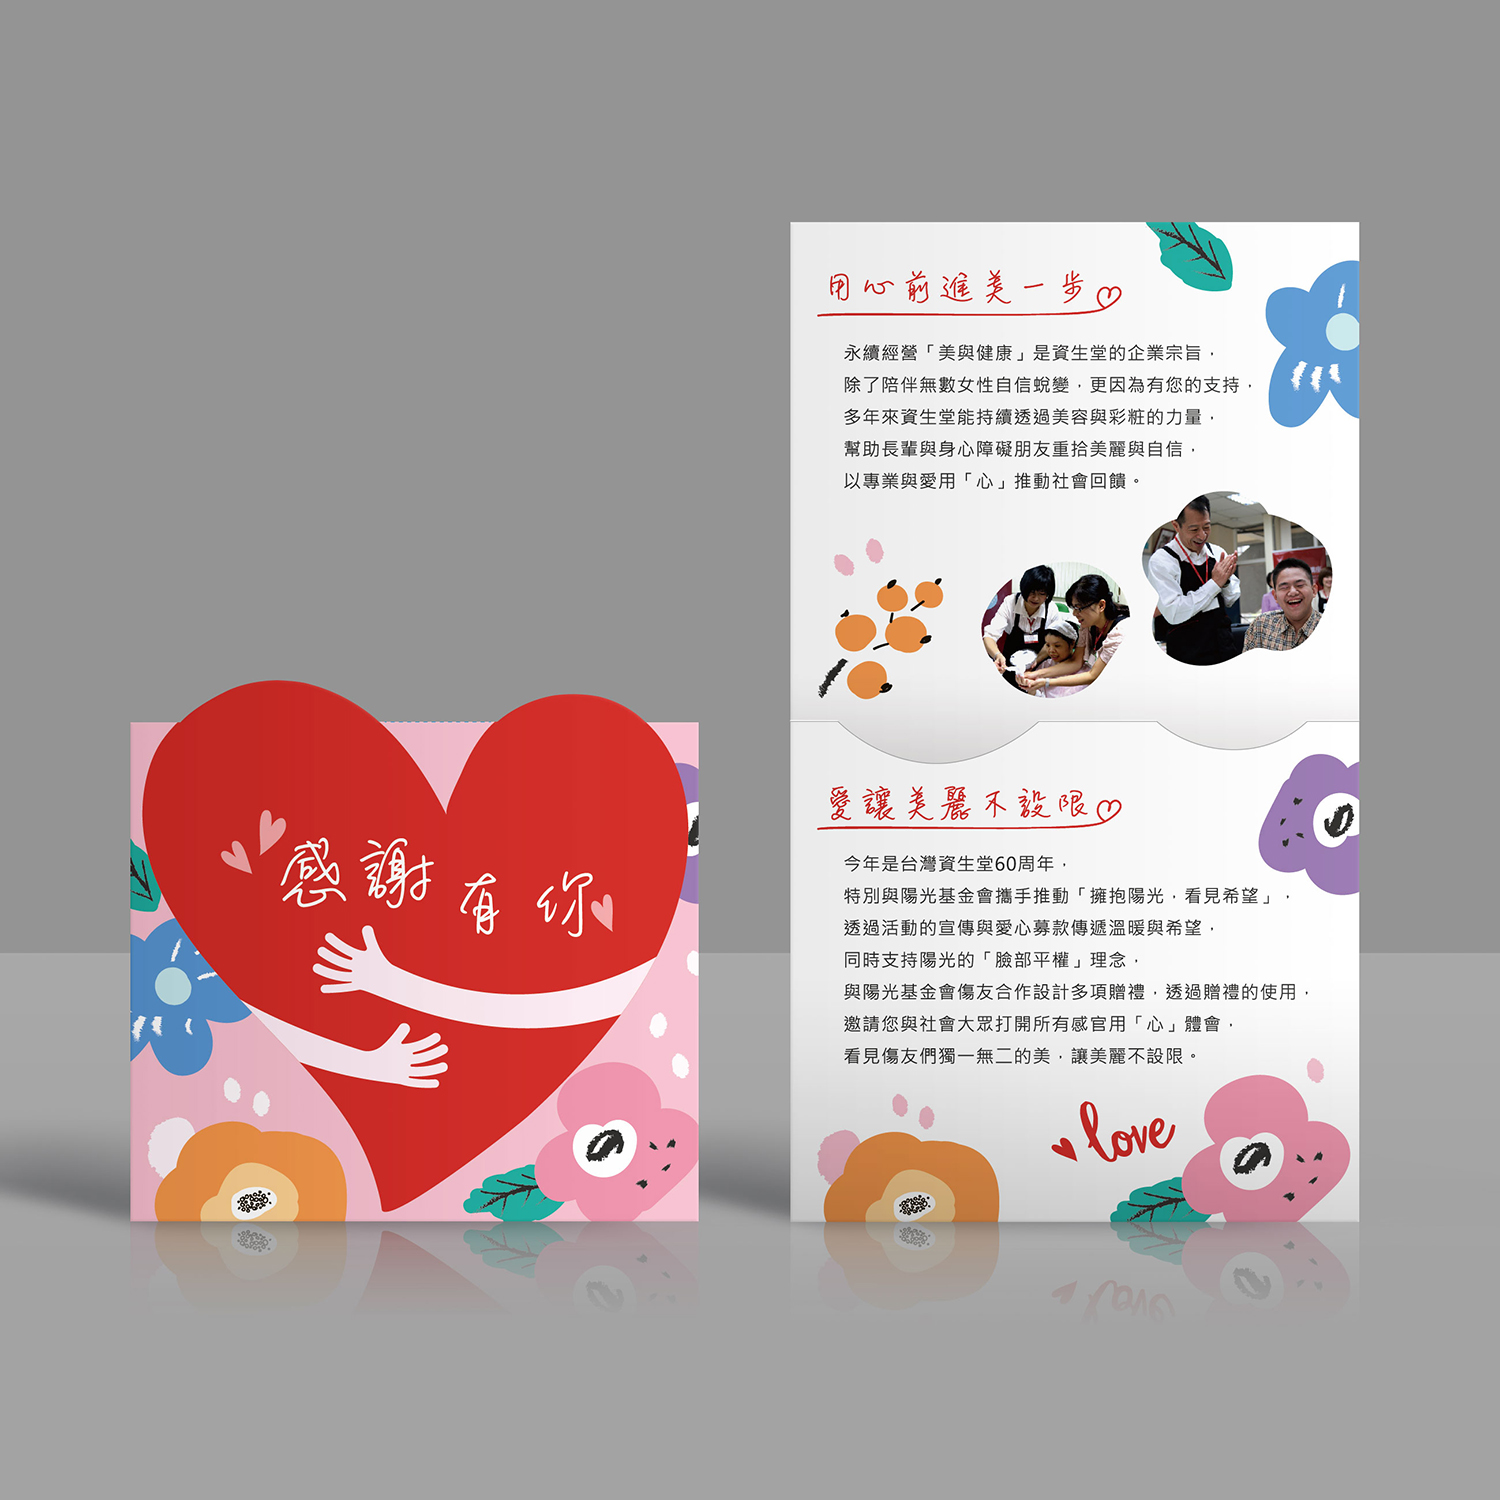 感謝有你
用心前進美一步
永續經營「美與健康」是資生堂的企業宗旨，
除了陪伴無數女性自信蛻變，更因為有您的支持，
多年來資生堂能持續透過美容與彩粧的力量，
幫助長輩與身心障礙朋友重拾美麗與自信，
以專業與愛用「心」推動社會回饋。
愛讓美麗不設限
今年是台灣資生堂60周年，
特別與陽光基金會攜手推動「擁抱陽光，看見希望」，
透過活動的宣傳與愛心募款傳遞溫暖與希望，
同時支持陽光的「臉部平權」理念，
與陽光基金會傷友合作設計多項贈禮，透過贈禮的使用，
邀請您與社會大眾打開所有感官用「心」體會，
看見傷友們獨一無二的美，讓美麗不設限。
love